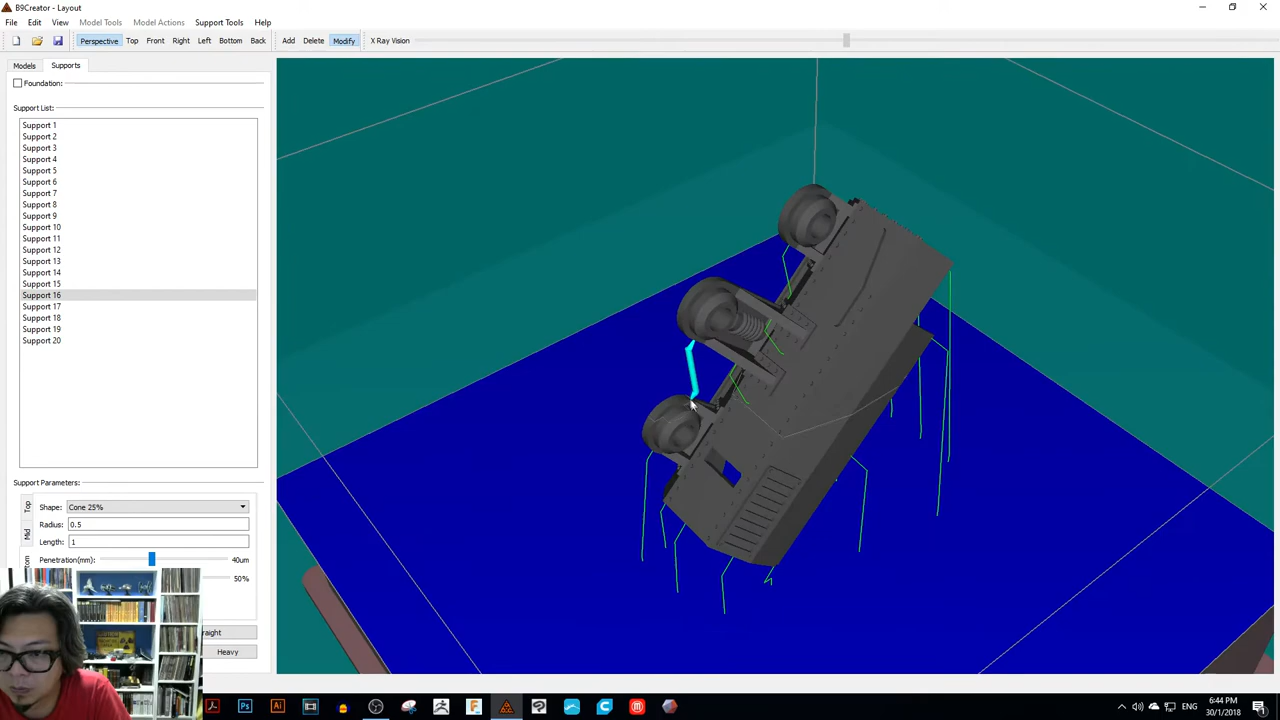 B9Creator - Layout
File Edit View Model Tools Model Actions Support Tools Help
Perspective Top Front Right Left Bottom Back Add Delete Modify X Ray Vision
Models Supports
Foundation:
Support List:
Support 1
Support 2
Support 3
Support 4
Support 5
Support 6
Support 7
Support 8
Support 9
Support 10
Support 11
Support 12
Support 13
Support 14
Support 15
Support 16
Support 17
Support 18
Support 19
Support 20
Support Parameters:
Top
Mid
Shape: Cone 25%
Radius: 0.5
Length: 1
Penetration(mm): 40um
50%
raight
Heavy
Ps Ai
ENG
6:44 PM
30/1/2018